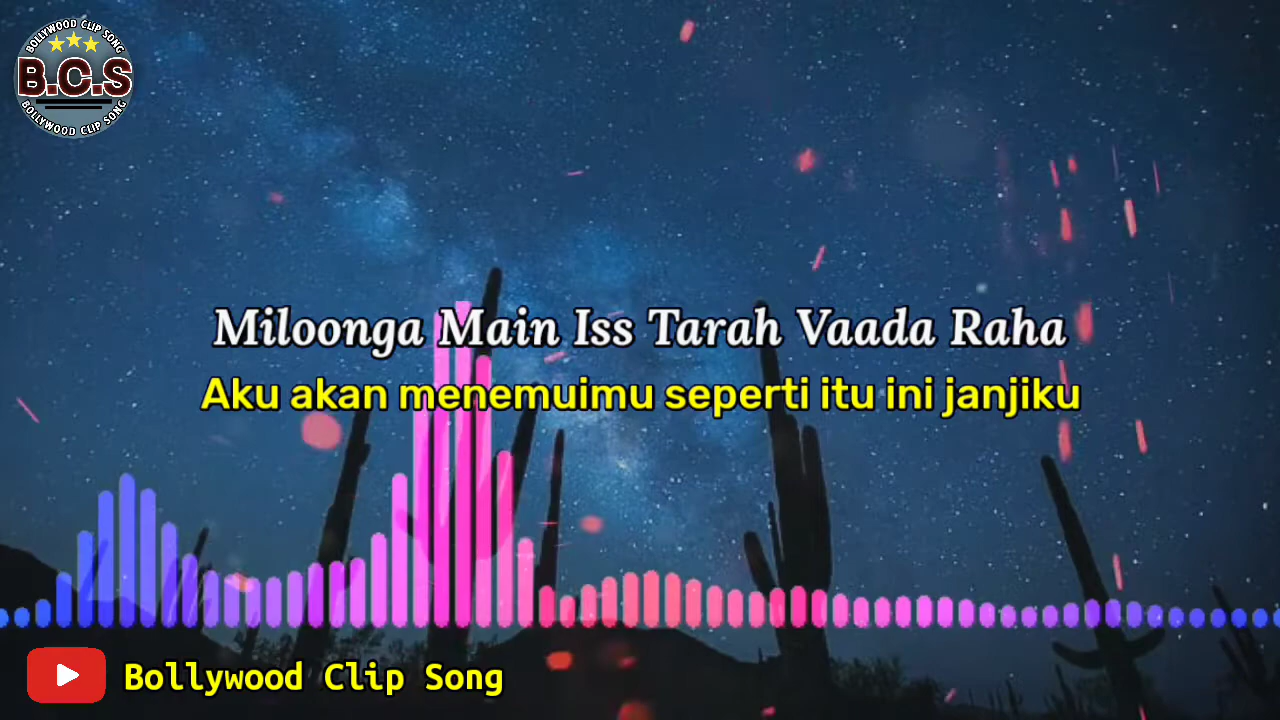 BOLLYWOOD CLIP SONG
B.C.S
BOLLYWOOD CLIP SONG
Miloonga Main Iss Tarah Vaada Raha
Aku akan menemuimu seperti itu ini janjiku
Bollywood Clip Song